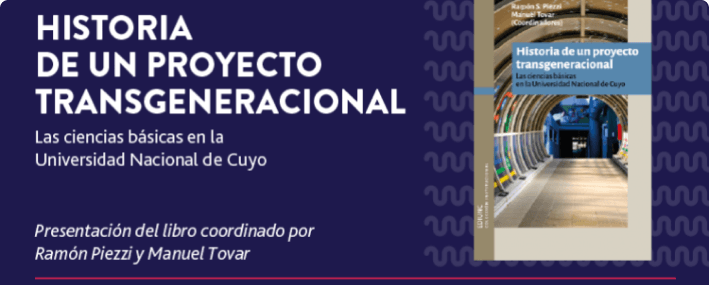 HISTORIA
DE UN PROYECTO
TRANSGENERACIONAL
Las ciencias básicas en la
Universidad Nacional de Cuyo
Presentación del libro coordinado por
Ramón Piezzi y Manuel Tovar
Ramón S. Piezzi
Manuel Tovar
(Coordinadores)
Historia de un proyecto
transgeneracional
Las ciencias básicas
en la Universidad Nacional de Cuyo
EDIUNC